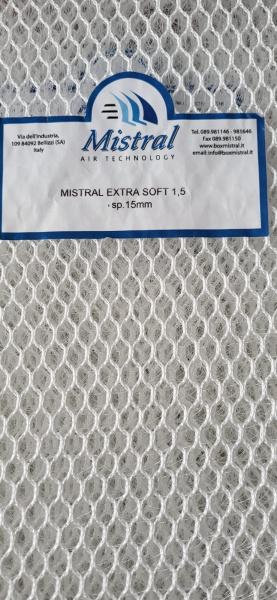 Via dell'industria,
109 84092 Bellizzi (SA)
Italy
Mistral
AIR TECHNOLOGY
Tel. 089.981146 - 981646
Fax 089.981150
www.boxmistral.it
email:info@boxmistral.it
MISTRAL EXTRA SOFT 1,5
sp.15mm